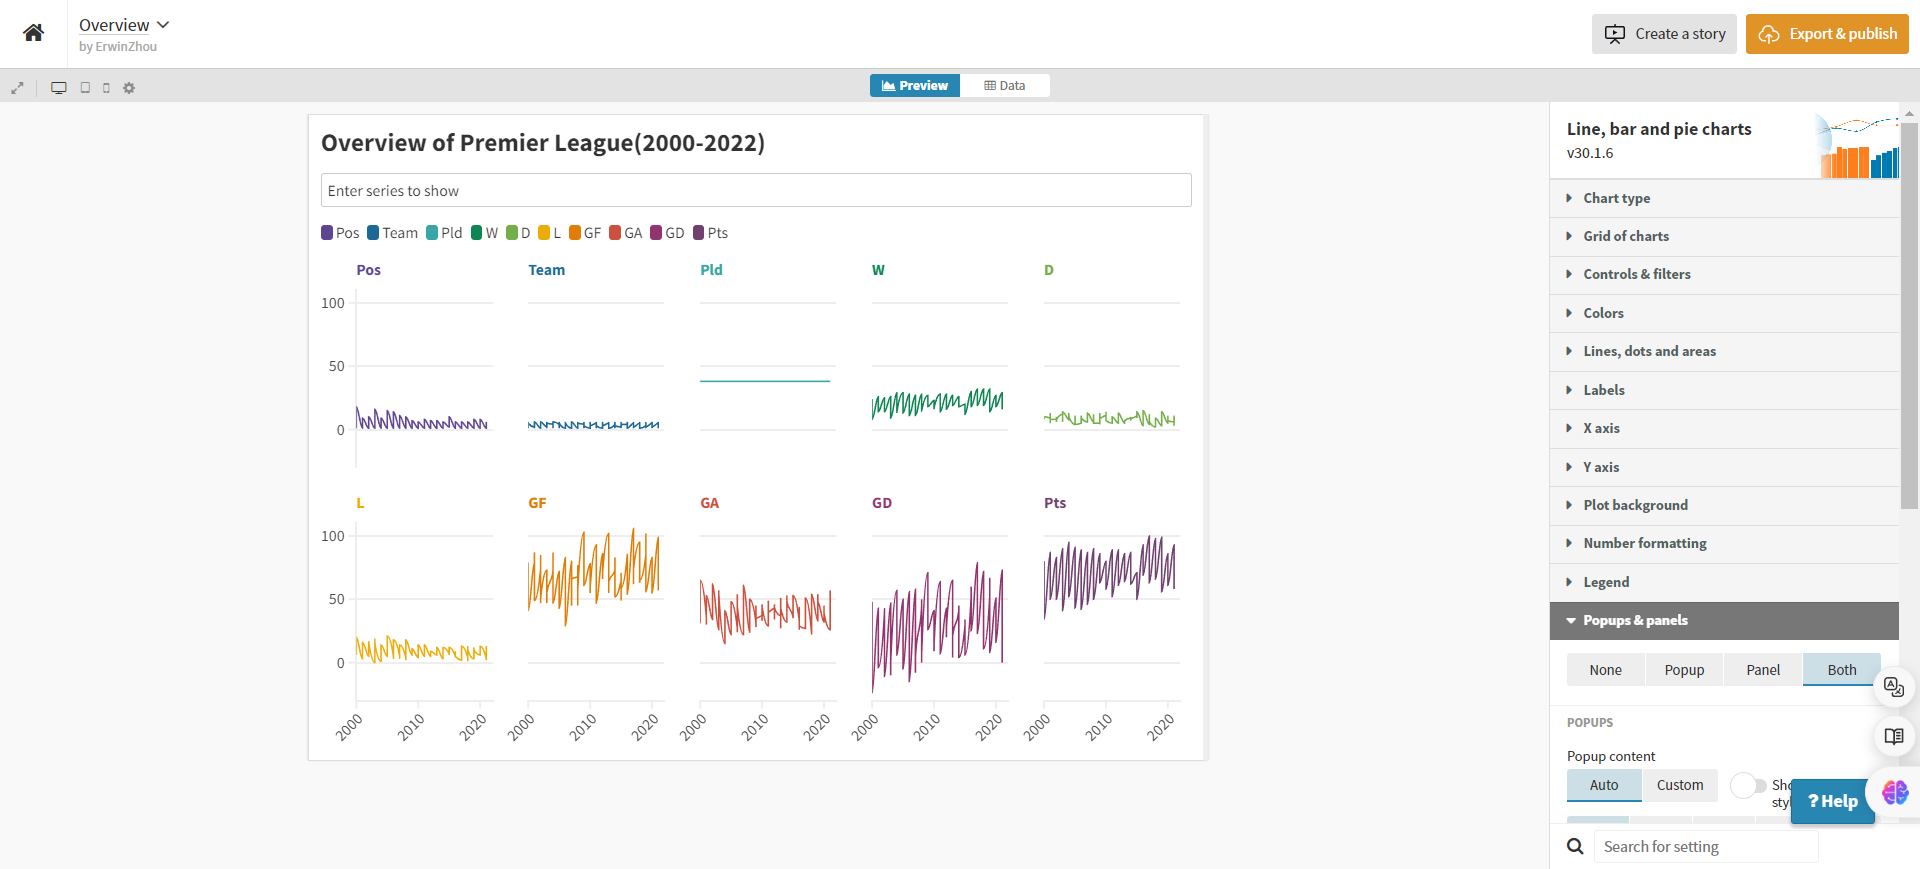 Overview
by ErwinZhou
Create a story
Export & publish
Preview
Data
Overview of Premier League(2000-2022)
Enter series to show
Pos Team Pld W D L GF GA GD Pts
Pos Team Pld W D
100
50
0
L GF GA GD Pts
100
50
0
2000 2010 2020 2000 2010 2020 2000 2010 2020 2000 2010 2020 2000 2010 2020
Line, bar and pie charts
v30.1.6
Chart type
Grid of charts
Controls & filters
Colors
Lines, dots and areas
Labels
X axis
Y axis
Plot background
Number formatting
Legend
Popups & panels
None Popup Panel Both
POPUPS
Popup content
Auto Custom
? Help
Search for setting